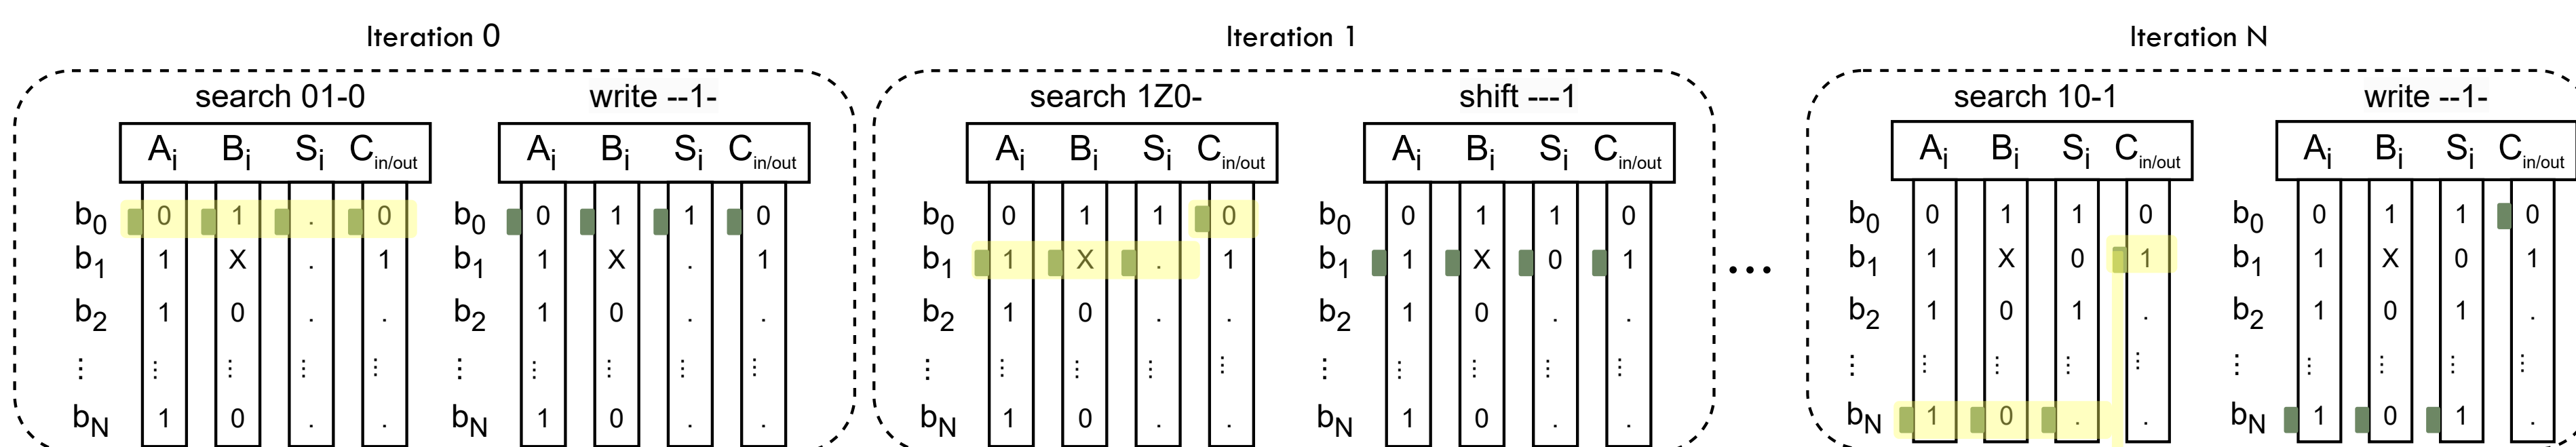 Iteration 0 Iteration 1 Iteration N
search 01-0 write --1- search 1Z0- shift ---1 search 10-1 write --1-
Ai Bi Si Cin/out Ai Bi Si Cin/out Ai Bi Si Cin/out Ai Bi Si Cin/out Ai Bi Si Cin/out Ai Bi Si Cin/out
b0 0 1 . 0 b0 0 1 1 0 b0 0 1 1 0 b0 0 1 1 0 b0 0 1 1 0 b0 0 1 1 0
b1 1 X . 1 b1 1 X . 1 b1 1 X . 1 b1 1 X 0 1 ... b1 1 X 0 1 b1 1 X 0 1
b2 1 0 . . b2 1 0 . . b2 1 0 . . b2 1 0 . . b2 1 0 1 . b2 1 0 1 .
⋮ ⋮ ⋮ ⋮ ⋮ ⋮ ⋮ ⋮ ⋮ ⋮ ⋮ ⋮ ⋮ ⋮ ⋮ ⋮ ⋮ ⋮ ⋮ ⋮ ⋮ ⋮ ⋮ ⋮ ⋮ ⋮ ⋮ ⋮ ⋮ ⋮
bN 1 0 . . bN 1 0 . . bN 1 0 . . bN 1 0 . . bN 1 0 . . bN 1 0 1 .